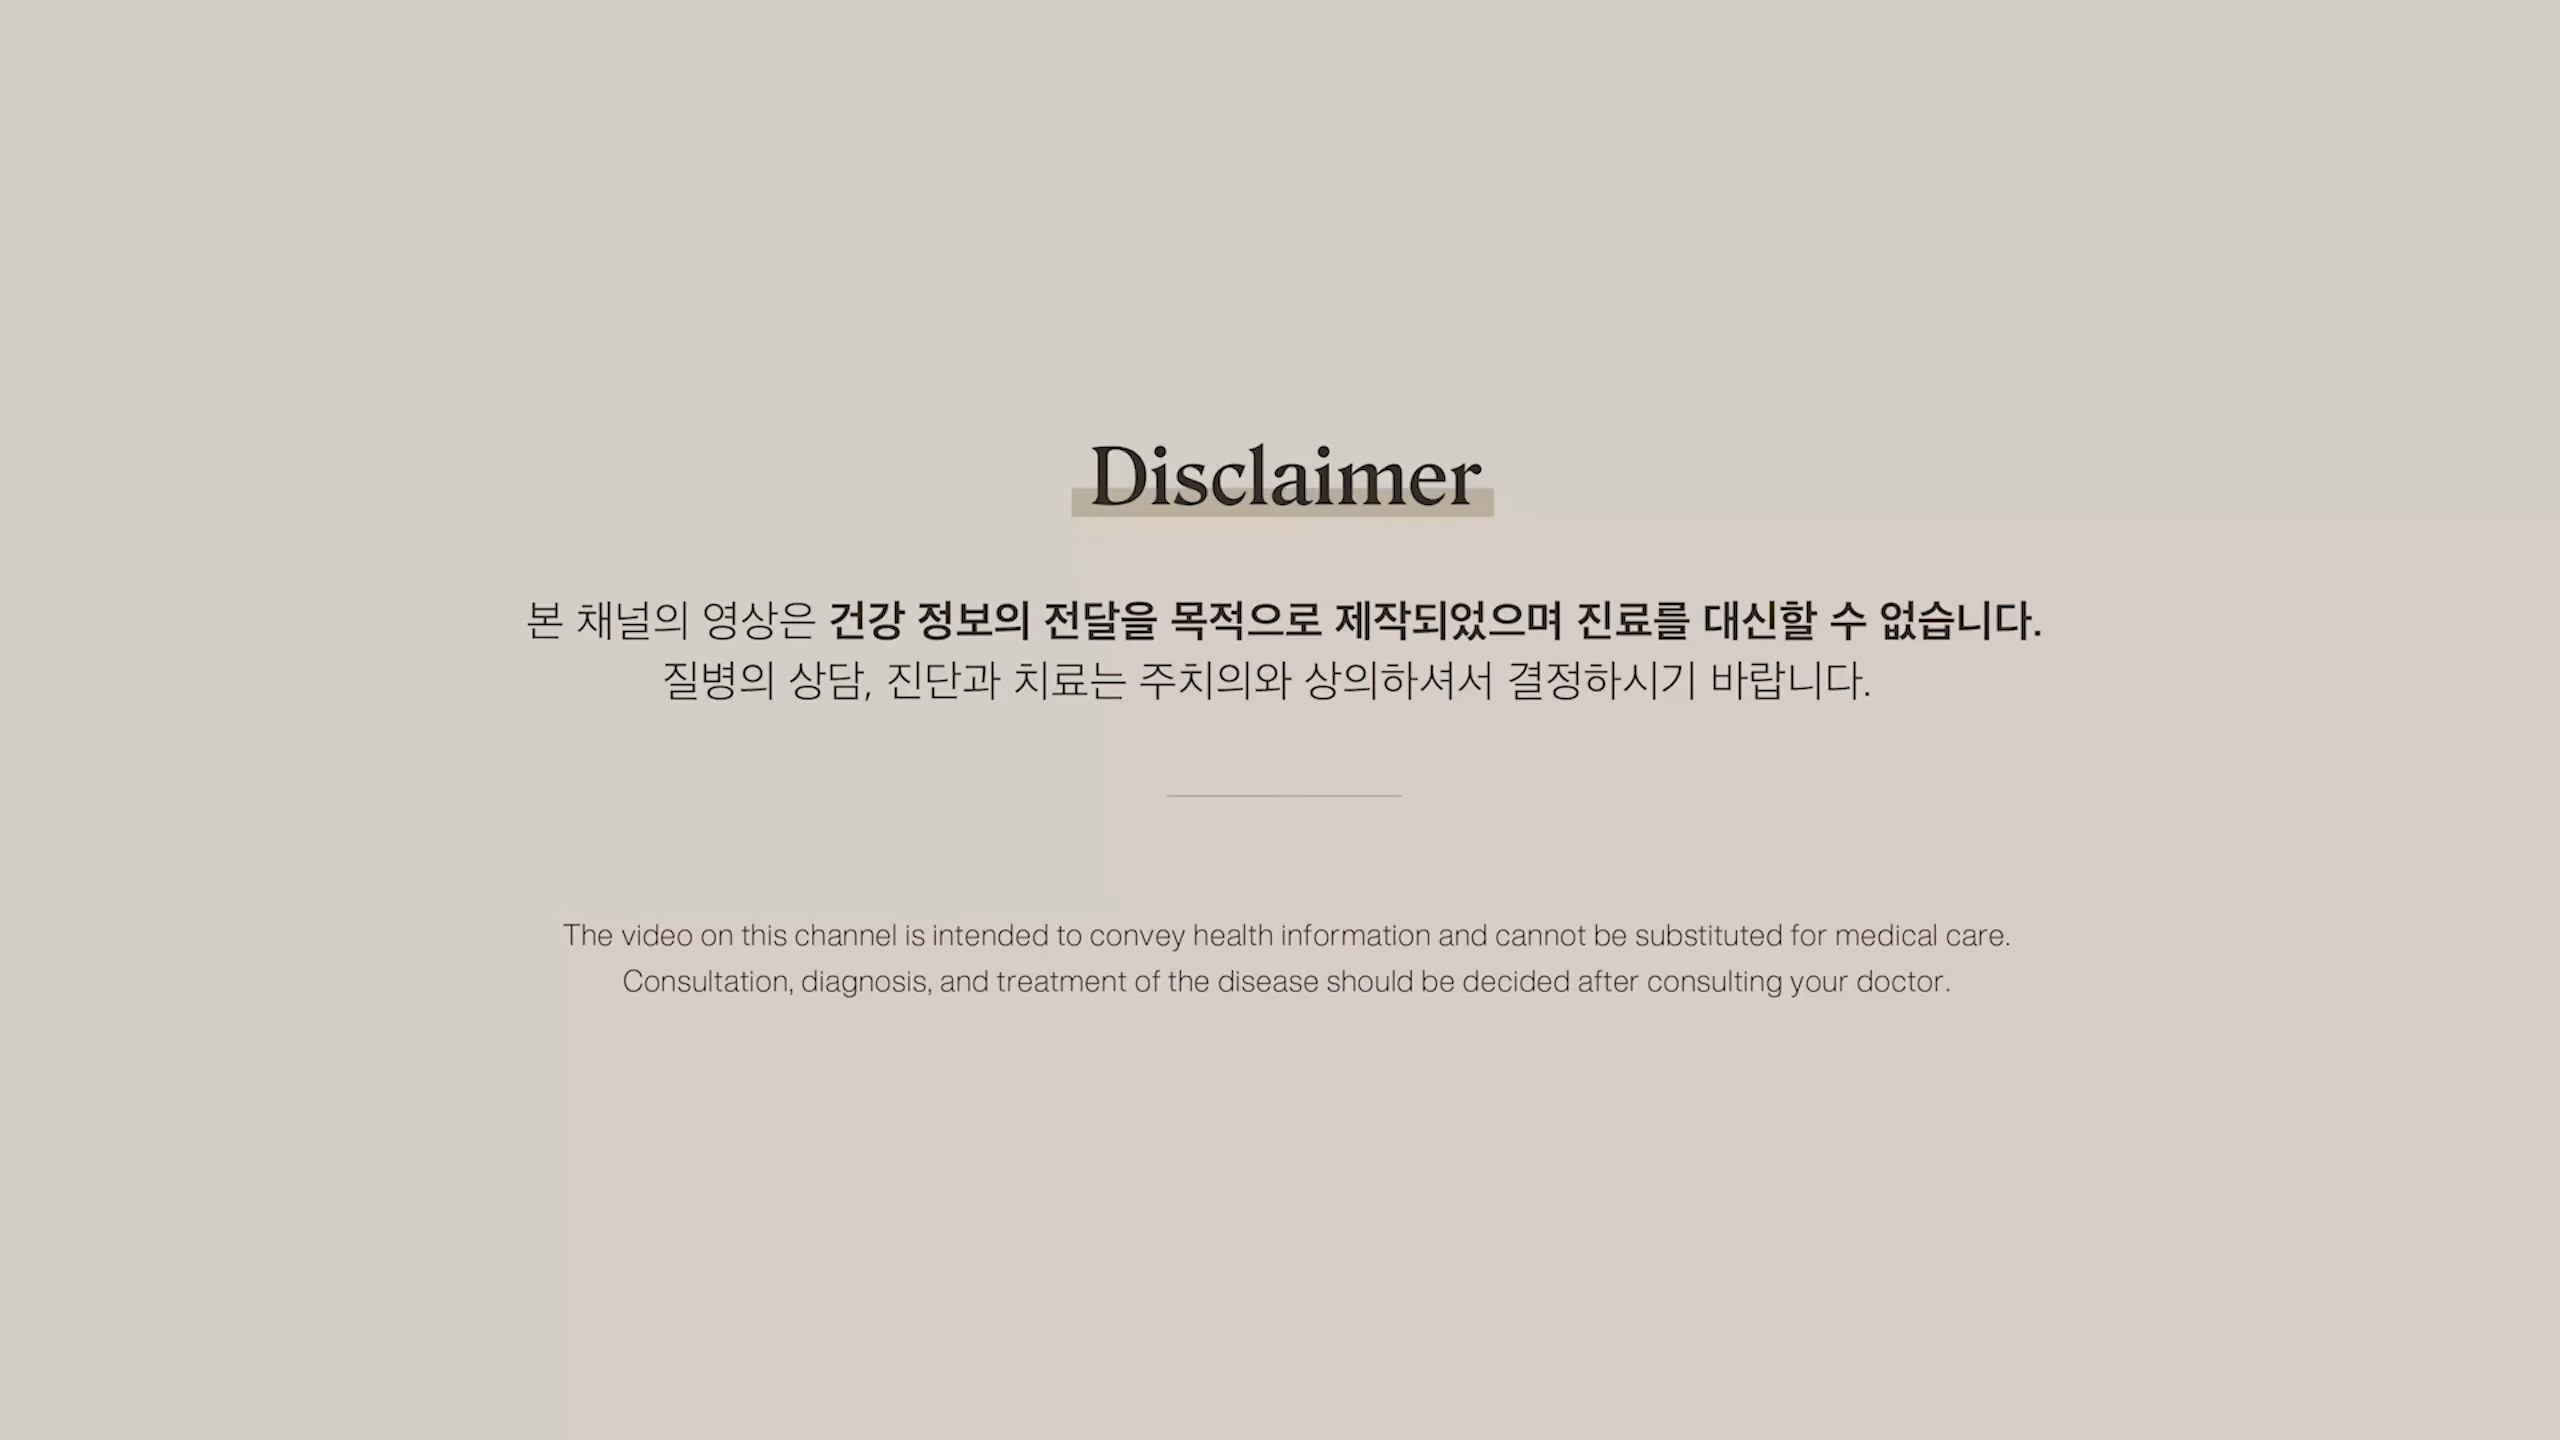 Disclaimer
본 채널의 영상은 건강 정보의 전달을 목적으로 제작되었으며 진료를 대신할 수 없습니다.
질병의 상담, 진단과 치료는 주치의와 상의하셔서 결정하시기 바랍니다.
The video on this channel is intended to convey health information and cannot be substituted for medical care.
Consultation, diagnosis, and treatment of the disease should be decided after consulting your doctor.